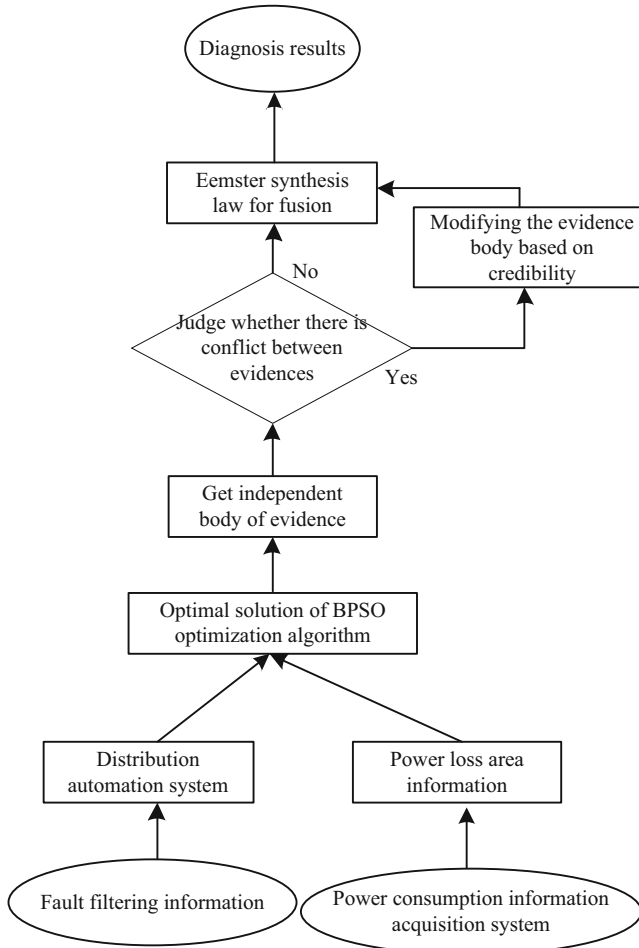 Diagnosis results
Eemster synthesis
law for fusion
Modifying the evidence
body based on
credibility
No
Judge whether there is
conflict between
evidences
Yes
Get independent
body of evidence
Optimal solution of BPSO
optimization algorithm
Distribution
automation system
Power loss area
information
Fault filtering information
Power consumption information
acquisition system